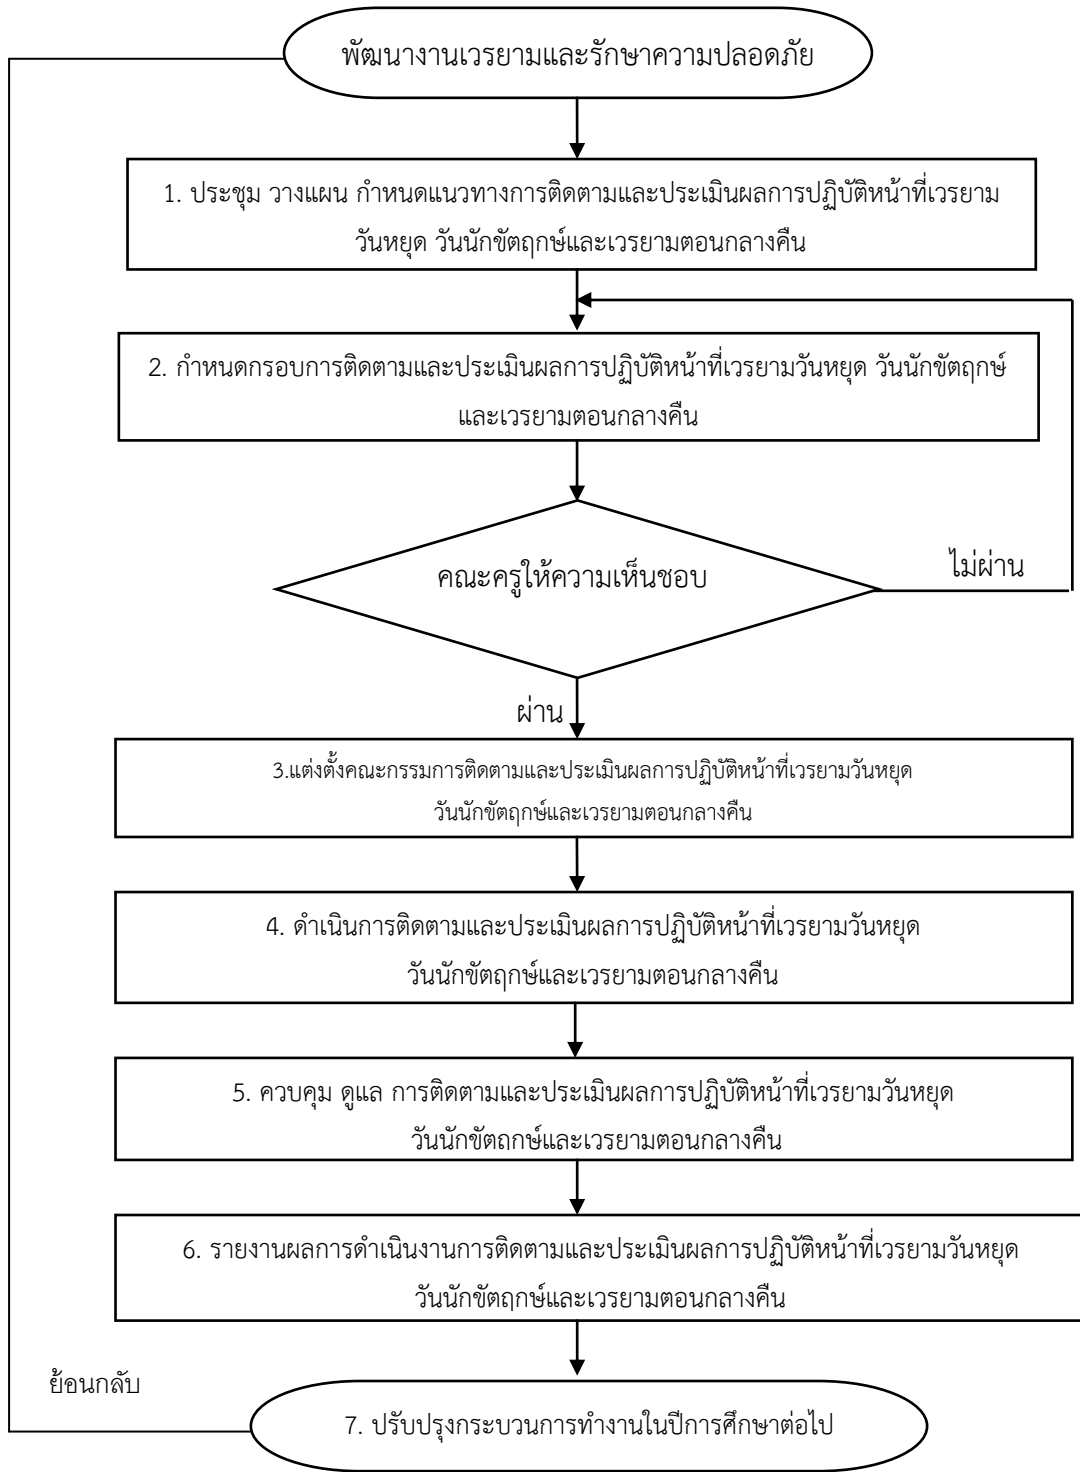 พัฒนางานเวรยามและรักษาความปลอดภัย
1. ประชุม วางแผน กำหนดแนวทางการติดตามและประเมินผลการปฏิบัติหน้าที่เวรยาม
วันหยุด วันนักขัตฤกษ์และเวรยามตอนกลางคืน
2. กำหนดกรอบการติดตามและประเมินผลการปฏิบัติหน้าที่เวรยามวันหยุด วันนักขัตฤกษ์
และเวรยามตอนกลางคืน
คณะครูให้ความเห็นชอบ
ไม่ผ่าน
ผ่าน
3.แต่งตั้งคณะกรรมการติดตามและประเมินผลการปฏิบัติหน้าที่เวรยามวันหยุด
วันนักขัตฤกษ์และเวรยามตอนกลางคืน
4. ดำเนินการติดตามและประเมินผลการปฏิบัติหน้าที่เวรยามวันหยุด
วันนักขัตฤกษ์และเวรยามตอนกลางคืน
5. ควบคุม ดูแล การติดตามและประเมินผลการปฏิบัติหน้าที่เวรยามวันหยุด
วันนักขัตฤกษ์และเวรยามตอนกลางคืน
6. รายงานผลการดำเนินงานการติดตามและประเมินผลการปฏิบัติหน้าที่เวรยามวันหยุด
วันนักขัตฤกษ์และเวรยามตอนกลางคืน
ย้อนกลับ
7. ปรับปรุงกระบวนการทำงานในปีการศึกษาต่อไป